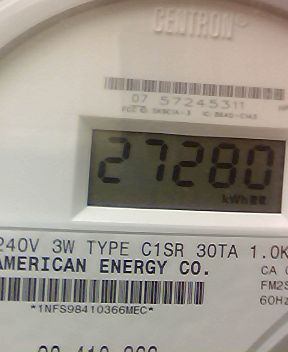 CENTRON®
07 57245311
27280
kWh
240V 3W TYPE C1SR 30TA 1.0K
AMERICAN ENERGY CO.
CA
FM2S
60Hz
*1NFS98410366MEC*